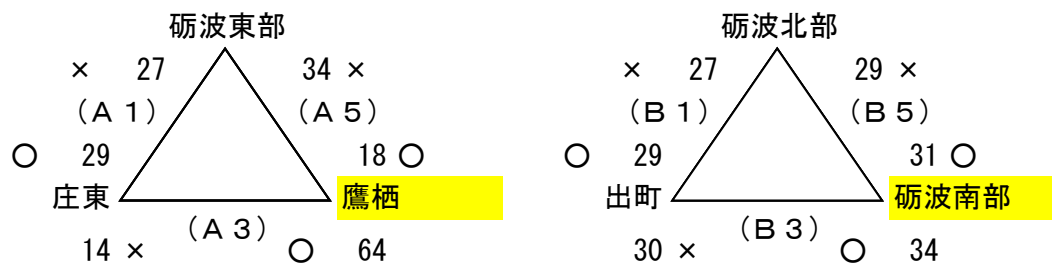 砺波東部 砺波北部
× 27 34 × × 27 29 ×
(A1) (A5) (B1) (B5)
○ 29 18 ○ ○ 29 31 ○
庄東 鷹栖 出町 砺波南部
(A3) (B3)
14 × ○ 64 30 × ○ 34